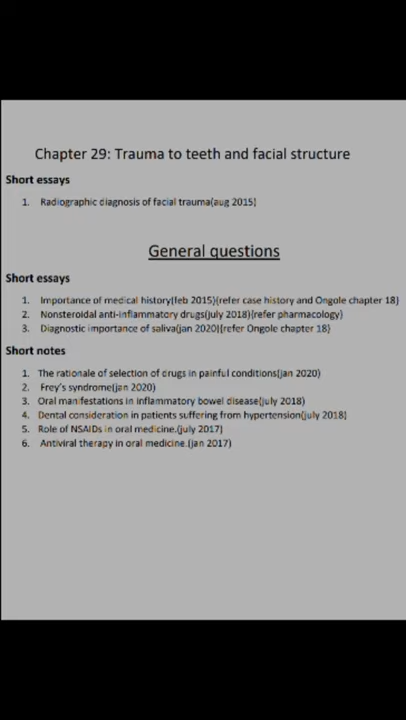 Chapter 29: Trauma to teeth and facial structure
Short essays
1. Radiographic diagnosis of facial trauma(aug 2015)
General questions
Short essays
1. Importance of medical history(feb 2015)(refer case history and Ongole chapter 18)
2. Nonsteroidal anti-inflammatory drugs(july 2018)(refer pharmacology)
3. Diagnostic importance of saliva(jan 2020)(refer Ongole chapter 18)
Short notes
1. The rationale of selection of drugs in painful conditions(jan 2020)
2. Frey's syndrome(jan 2020)
3. Oral manifestations in inflammatory bowel disease(july 2018)
4. Dental consideration in patients suffering from hypertension(july 2018)
5. Role of NSAIDs in oral medicine.(july 2017)
6. Antiviral therapy in oral medicine.(jan 2017)